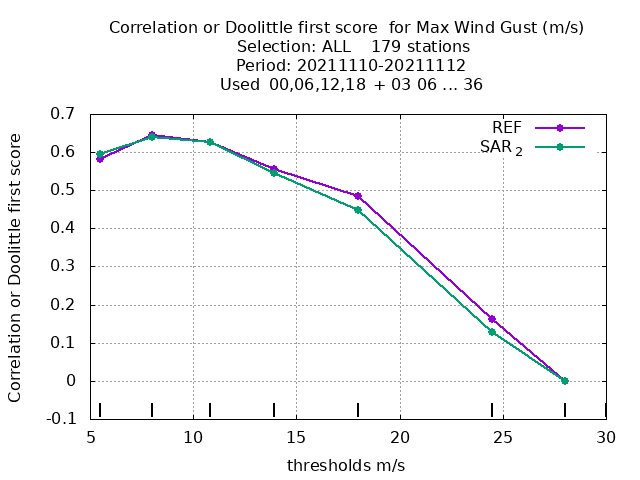 Correlation or Doolittle first score  for Max Wind Gust (m/s)
Selection: ALL    179 stations
Period: 20211110-20211112
Used  00,06,12,18  + 03 06 ... 36
REF
SAR 2
0.7
0.6
0.5
0.4
0.3
0.2
0.1
0
-0.1
5 10 15 20 25 30
thresholds m/s
Correlation or Doolittle first score